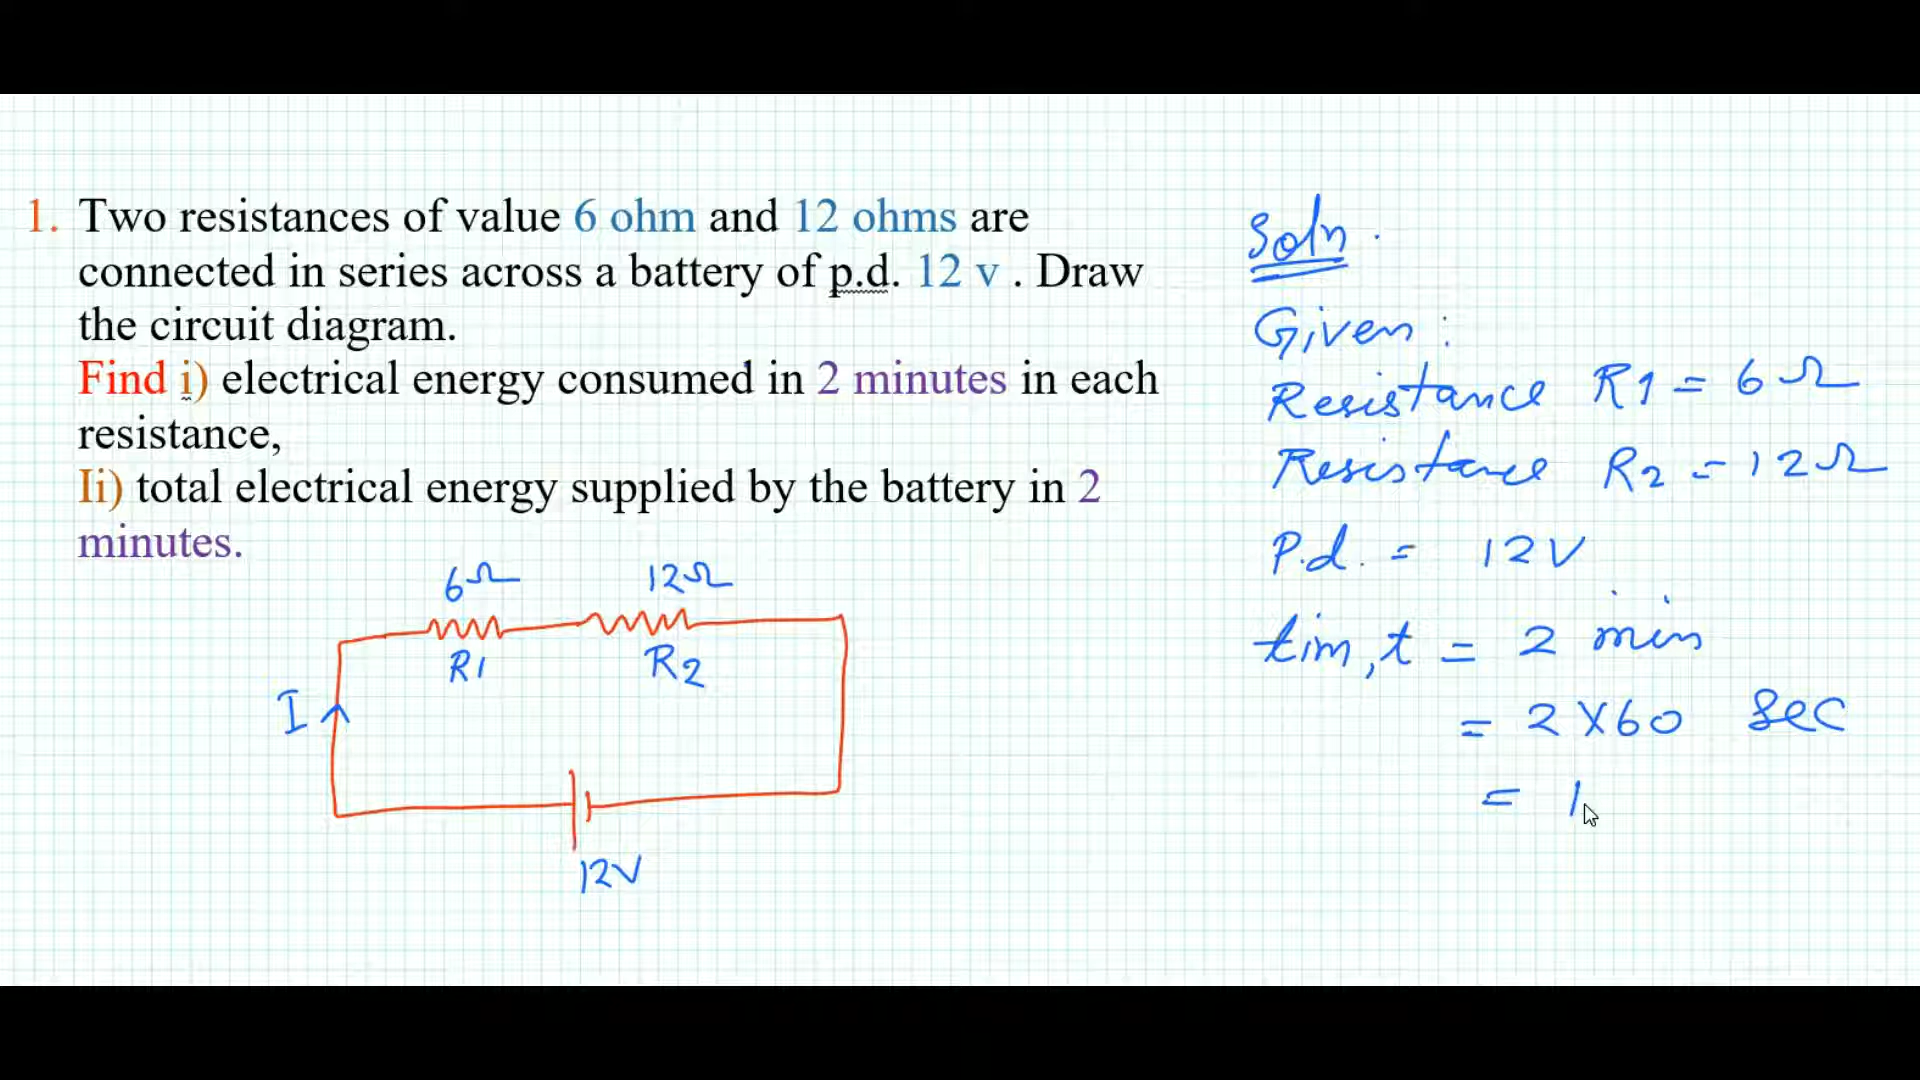 1. Two resistances of value 6 ohm and 12 ohms are
connected in series across a battery of p.d. 12 v . Draw
the circuit diagram.
Find i) electrical energy consumed in 2 minutes in each
resistance,
Ii) total electrical energy supplied by the battery in 2
minutes.
6Ω 12Ω
R1 R2
I
12V
Soln.
Given :
Resistance R1 = 6Ω
Resistance R2 = 12Ω
P.d. = 12V
tim, t = 2 min
= 2 X 60 Sec
= 1